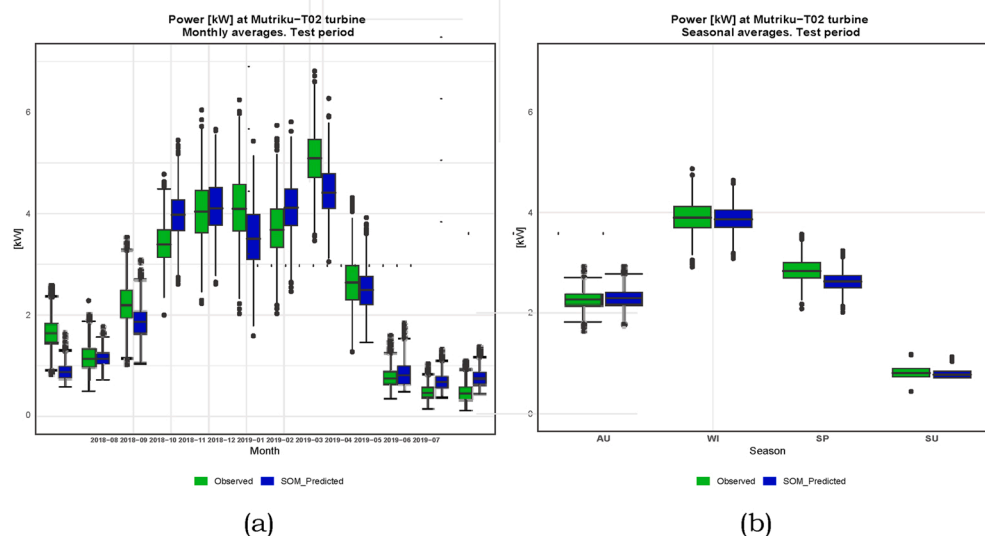 Power [kW] at Mutriku−T02 turbine
Monthly averages. Test period
6
4
2
0
[kW]
2018−08 2018−09 2018−10 2018−11 2018−12 2019−01 2019−02 2019−03 2019−04 2019−05 2019−06 2019−07
Month
Observed SOM_Predicted
(a)
Power [kW] at Mutriku−T02 turbine
Seasonal averages. Test period
6
4
2
0
[kW]
AU WI SP SU
Season
Observed SOM_Predicted
(b)